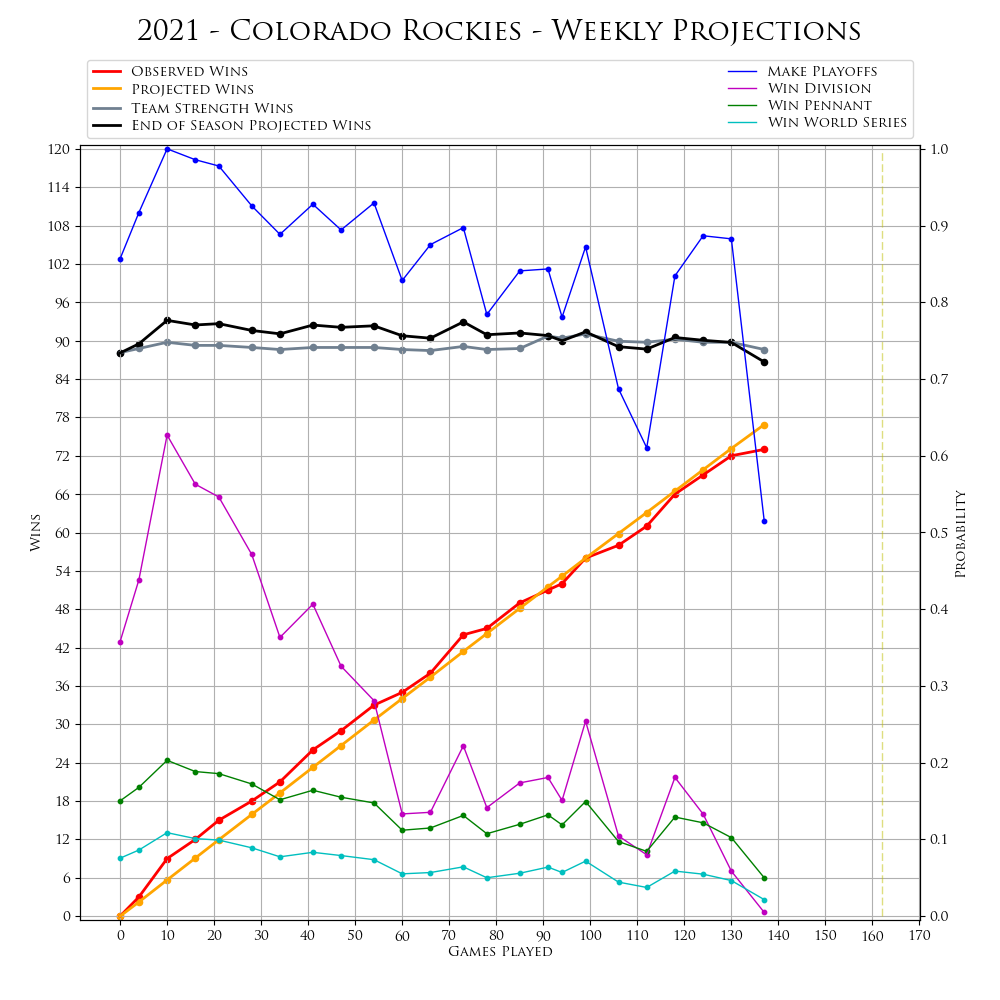 2021 - Colorado Rockies - Weekly Projections
Observed Wins
Projected Wins
Team Strength Wins
End of Season Projected Wins
Make Playoffs
Win Division
Win Pennant
Win World Series
120
114
108
102
96
90
84
78
72
66
60
54
48
42
36
30
24
18
12
6
0
Wins
1.0
0.9
0.8
0.7
0.6
0.5
0.4
0.3
0.2
0.1
0.0
Probability
0 10 20 30 40 50 60 70 80 90 100 110 120 130 140 150 160 170
Games Played